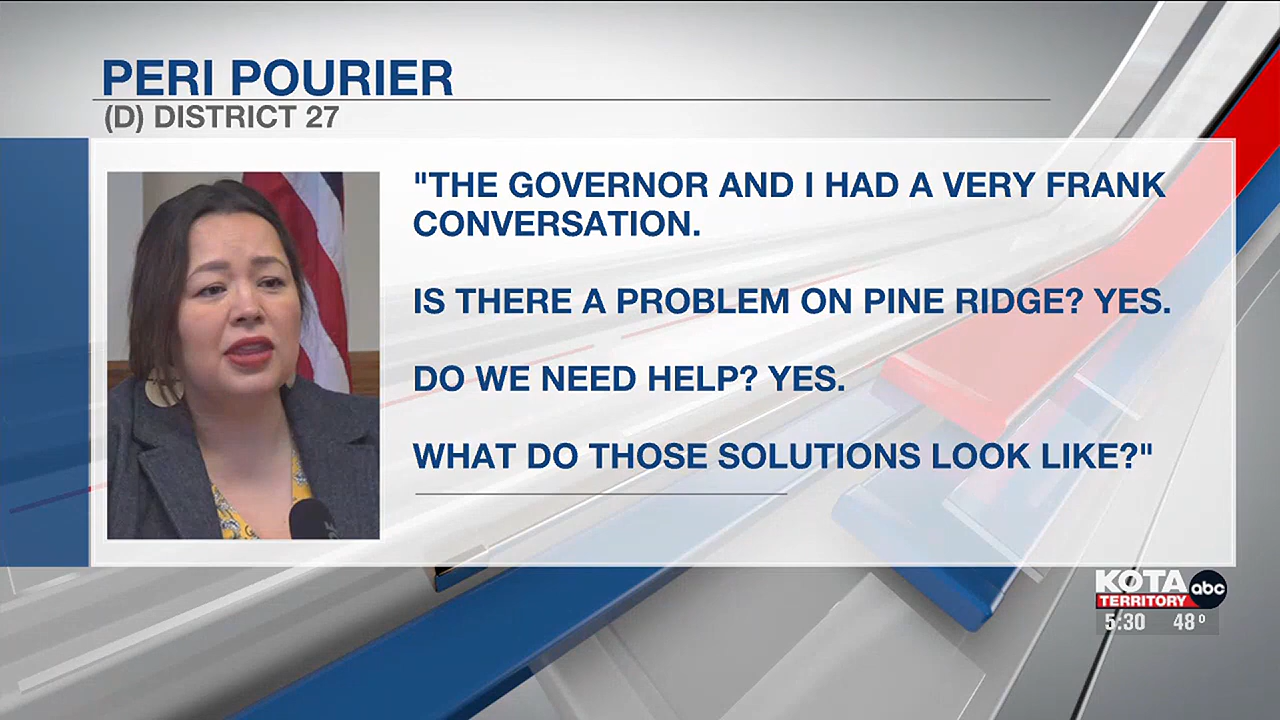 PERI POURIER
(D) DISTRICT 27
"THE GOVERNOR AND I HAD A VERY FRANK
CONVERSATION.
IS THERE A PROBLEM ON PINE RIDGE? YES.
DO WE NEED HELP? YES.
WHAT DO THOSE SOLUTIONS LOOK LIKE?"
KOTA abc
TERRITORY
5:30 48°